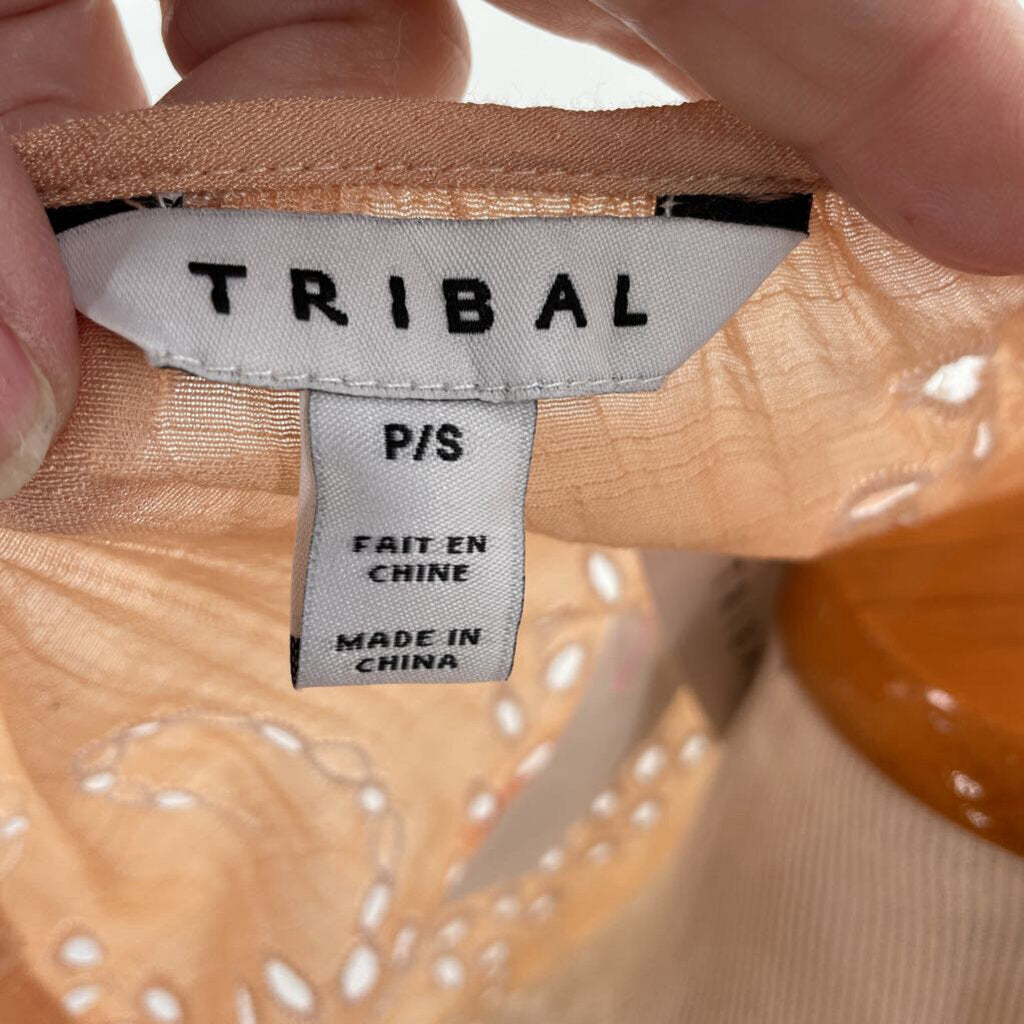 TRIBAL
P/S
FAIT EN
CHINE
MADE IN
CHINA